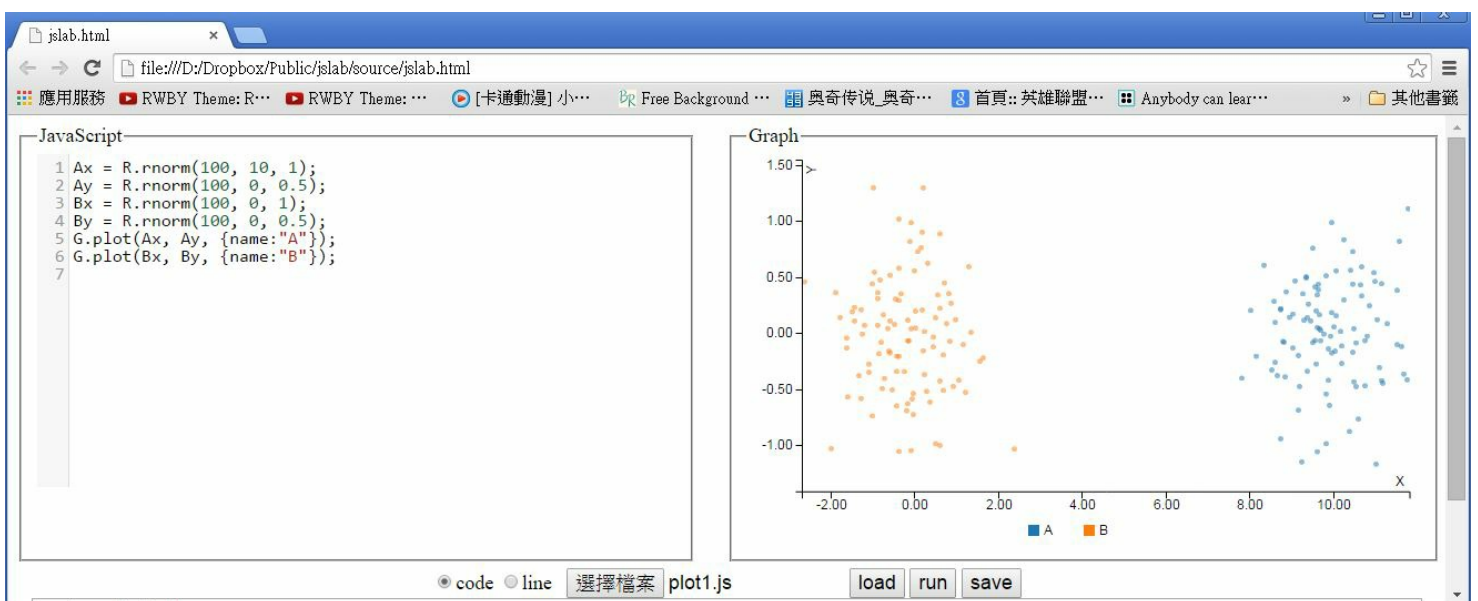 jslab.html ×
file:///D:/Dropbox/Public/jslab/source/jslab.html
應用服務 RWBY Theme: R… RWBY Theme: … [卡通動漫] 小… BR Free Background … 奥奇传说_奥奇… 8 首頁:: 英雄聯盟… Anybody can lear… » 其他書籤
JavaScript
1 Ax = R.rnorm(100, 10, 1);
2 Ay = R.rnorm(100, 0, 0.5);
3 Bx = R.rnorm(100, 0, 1);
4 By = R.rnorm(100, 0, 0.5);
5 G.plot(Ax, Ay, {name:"A"});
6 G.plot(Bx, By, {name:"B"});
7
Graph
1.50
Y
1.00
0.50
0.00
-0.50
-1.00
X
-2.00 0.00 2.00 4.00 6.00 8.00 10.00
A B
code line 選擇檔案 plot1.js load run save